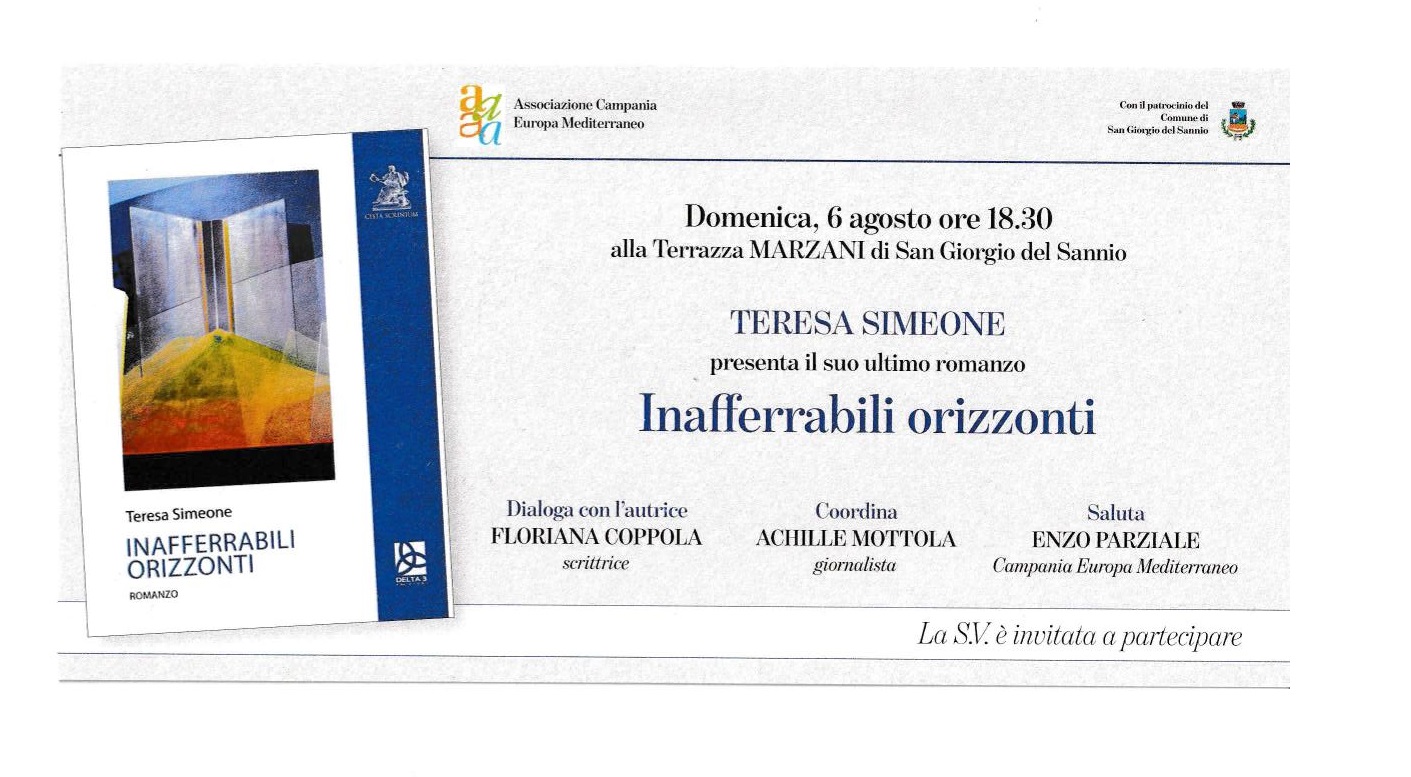 Associazione Campania
Europa Mediterraneo
Con il patrocinio del
Comune di
San Giorgio del Sannio
CISTA SCRINIUM
Domenica, 6 agosto ore 18.30
alla Terrazza MARZANI di San Giorgio del Sannio
TERESA SIMEONE
presenta il suo ultimo romanzo
Inafferrabili orizzonti
Teresa Simeone
INAFFERRABILI
ORIZZONTI
ROMANZO
DELTA 3
Dialoga con l'autrice
FLORIANA COPPOLA
scrittrice
Coordina
ACHILLE MOTTOLA
giornalista
Saluta
ENZO PARZIALE
Campania Europa Mediterraneo
La S.V. è invitata a partecipare